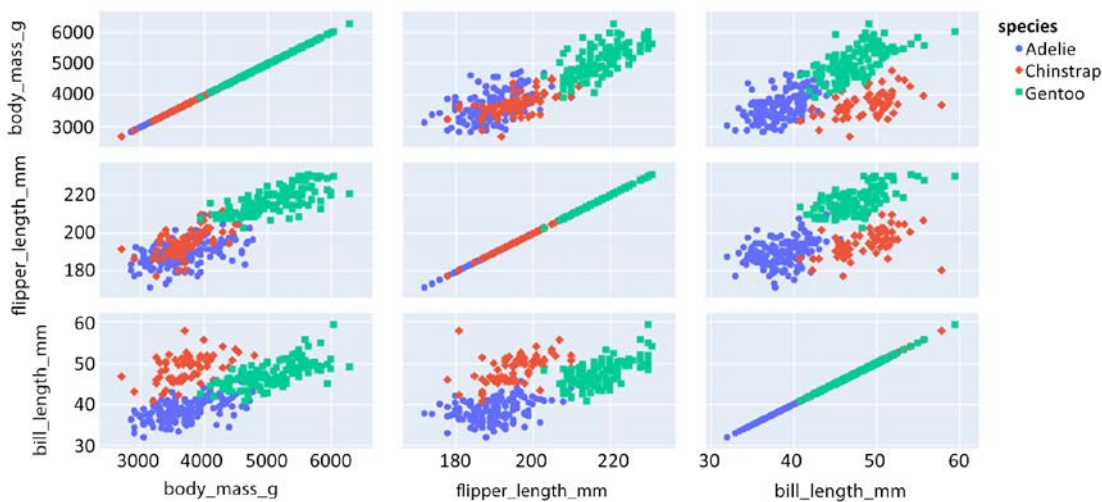 body_mass_g
6000
5000
4000
3000
flipper_length_mm
220
200
180
bill_length_mm
60
50
40
30
3000 4000 5000 6000
180 200 220
30 40 50 60
body_mass_g
flipper_length_mm
bill_length_mm
species
Adelie
Chinstrap
Gentoo